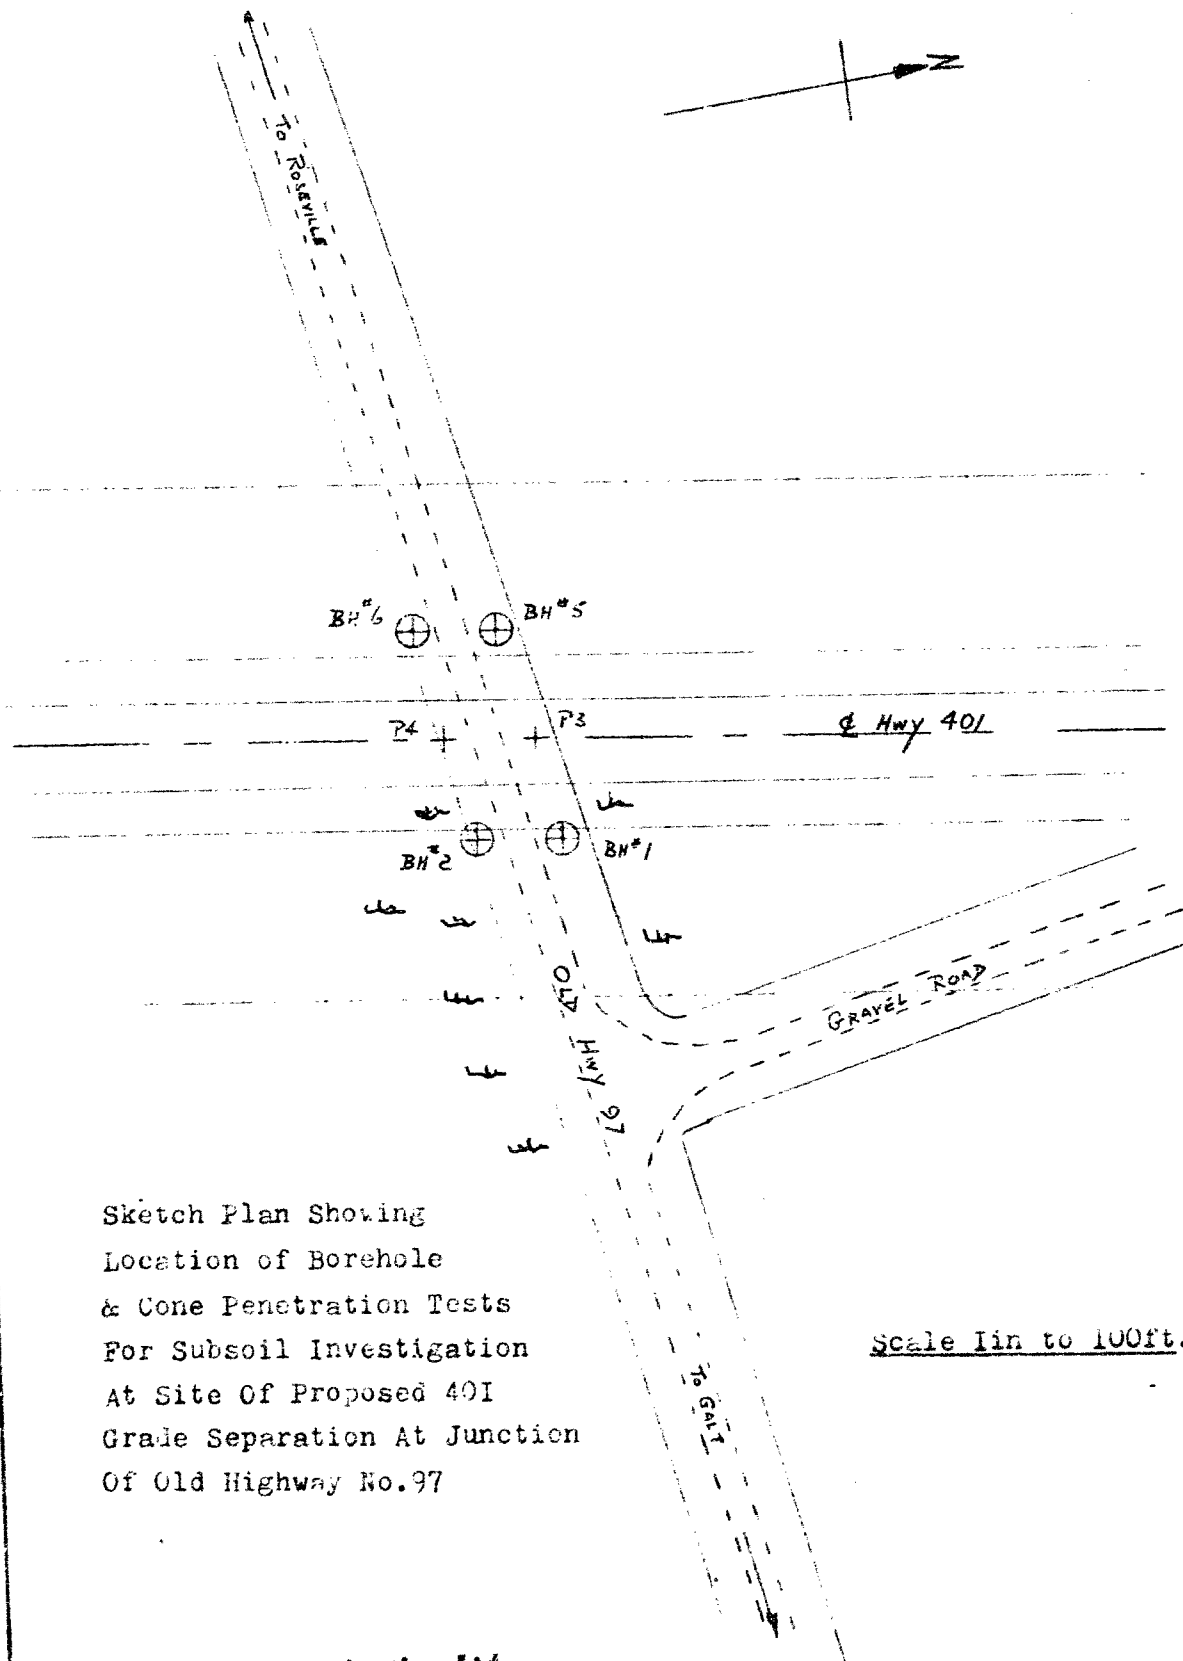 N
To ROSEVILLE
BH#6
BH#5
P4
P3
℄ Hwy 401
BH#2
BH#1
OLD HWY 97
GRAVEL ROAD
Sketch Plan Showing
Location of Borehole
& Cone Penetration Tests
For Subsoil Investigation
At Site Of Proposed 40I
Grade Separation At Junction
Of Old Highway No.97
Scale Iin to 100ft.
To GALT